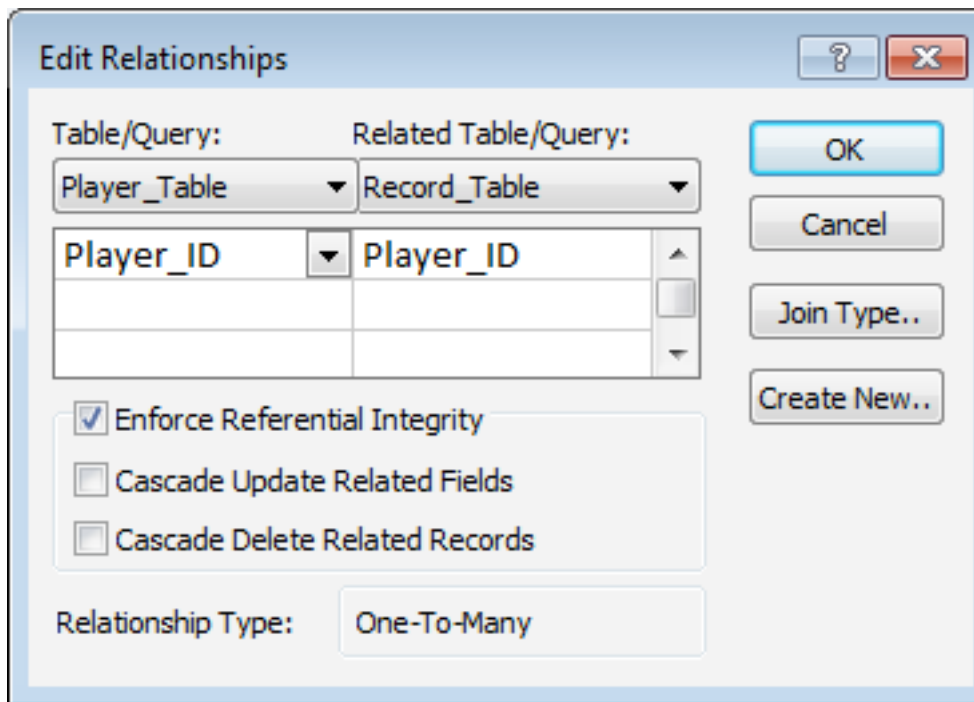 Edit Relationships
?
Table/Query: Related Table/Query:
OK
Player_Table Record_Table
Cancel
Player_ID Player_ID
Join Type..
Create New..
Enforce Referential Integrity
Cascade Update Related Fields
Cascade Delete Related Records
Relationship Type: One-To-Many